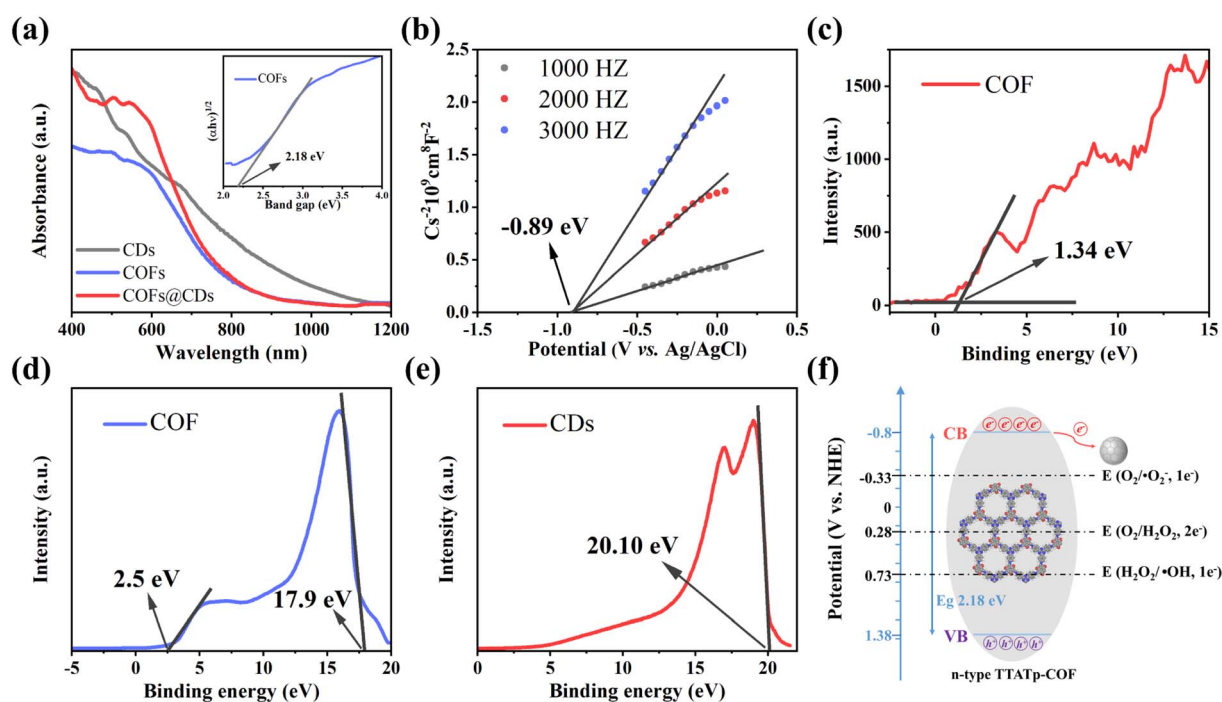 (a)
COFs
(αhν)1/2
2.18 eV
2.0 2.5 3.0 3.5 4.0
Band gap (eV)
Absorbance (a.u.)
CDs
COFs
COFs@CDs
400 600 800 1000 1200
Wavelength (nm)
(b)
2.5
2.0
1.5
1.0
0.5
0.0
Cs-210⁹ cm⁸F-2
1000 HZ
2000 HZ
3000 HZ
-0.89 eV
-1.5 -1.0 -0.5 0.0 0.5
Potential (V vs. Ag/AgCl)
(c)
1500
1000
500
0
Intensity (a.u.)
COF
1.34 eV
0 5 10 15
Binding energy (eV)
(d)
COF
Intensity (a.u.)
2.5 eV
17.9 eV
-5 0 5 10 15 20
Binding energy (eV)
(e)
CDs
Intensity (a.u.)
20.10 eV
0 5 10 15 20
Binding energy (eV)
(f)
Potential (V vs. NHE)
-0.8
-0.33
0
0.28
0.73
1.38
CB
e- e- e- e-
e-
E (O₂/•O₂⁻, 1e⁻)
E (O₂/H₂O₂, 2e⁻)
E (H₂O₂/•OH, 1e⁻)
Eg 2.18 eV
VB
h+ h+ h+ h+
n-type TTATp-COF